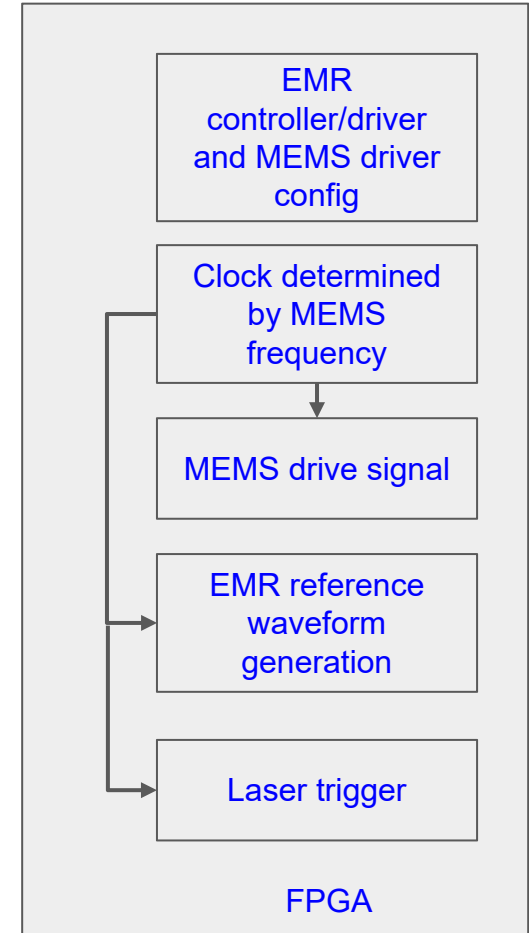 EMR
controller/driver
and MEMS driver
config
Clock determined
by MEMS
frequency
MEMS drive signal
EMR reference
waveform
generation
Laser trigger
FPGA